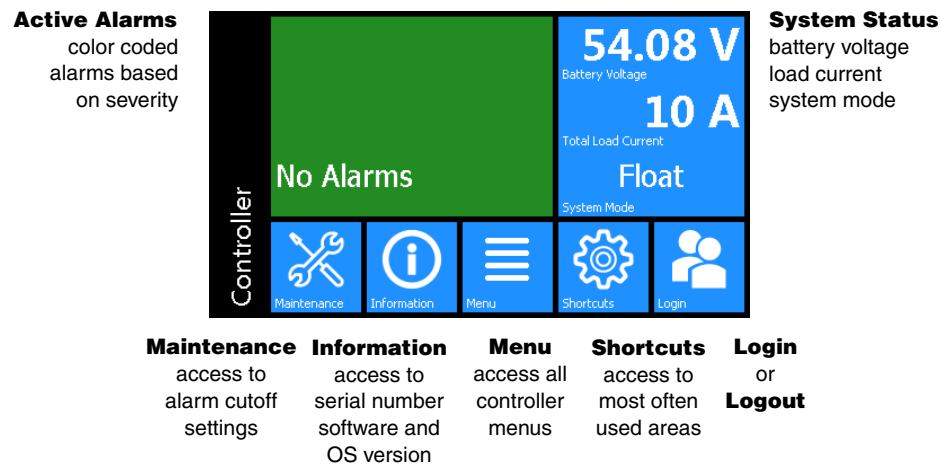 Active Alarms
color coded
alarms based
on severity
Controller
No Alarms
54.08 V
Battery Voltage
10 A
Total Load Current
Float
System Mode
System Status
battery voltage
load current
system mode
Maintenance
Information
Menu
Shortcuts
Login
Maintenance
access to
alarm cutoff
settings
Information
access to
serial number
software and
OS version
Menu
access all
controller
menus
Shortcuts
access to
most often
used areas
Login
or
Logout